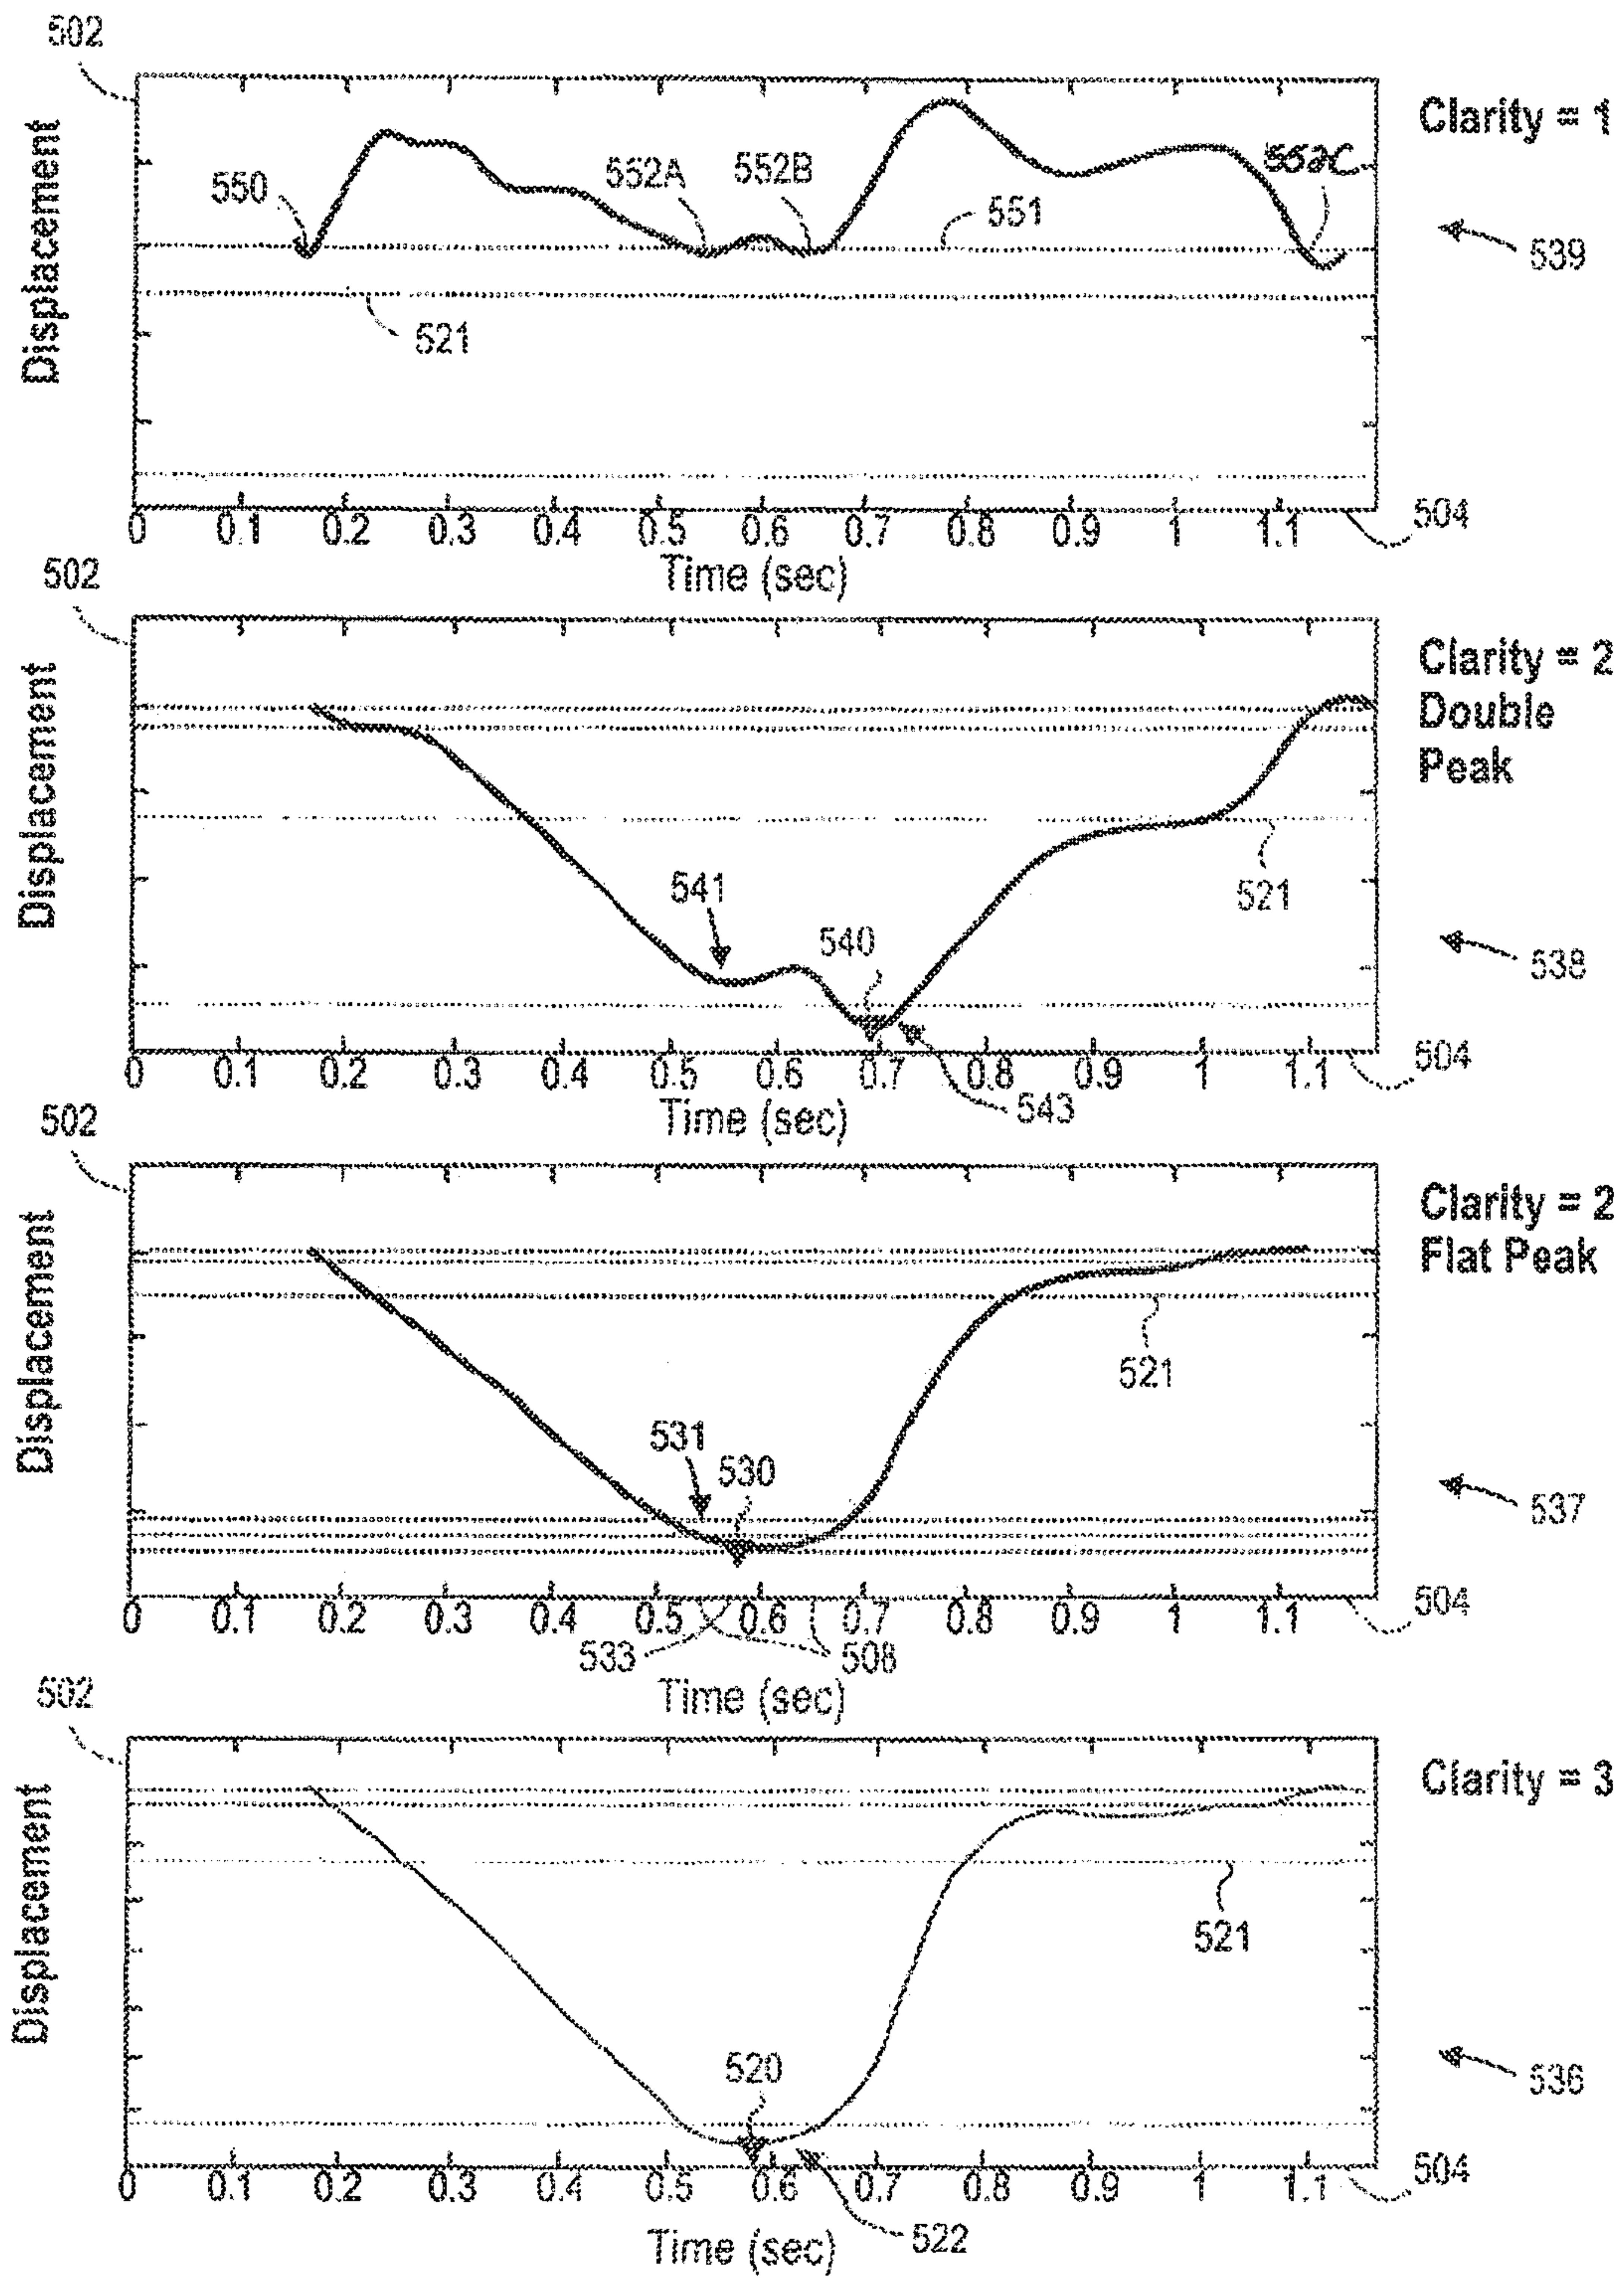 502
Displacement
Clarity = 1
550
552A
552B
552C
551
539
521
0 0.1 0.2 0.3 0.4 0.5 0.6 0.7 0.8 0.9 1 1.1
504
Time (sec)
502
Displacement
Clarity = 2
Double
Peak
541
540
521
538
0 0.1 0.2 0.3 0.4 0.5 0.6 0.7 0.8 0.9 1 1.1
504
Time (sec)
543
502
Displacement
Clarity = 2
Flat Peak
521
531
530
537
0 0.1 0.2 0.3 0.4 0.5 0.6 0.7 0.8 0.9 1 1.1
504
533
508
Time (sec)
502
Displacement
Clarity = 3
521
520
536
0 0.1 0.2 0.3 0.4 0.5 0.6 0.7 0.8 0.9 1 1.1
504
Time (sec)
522